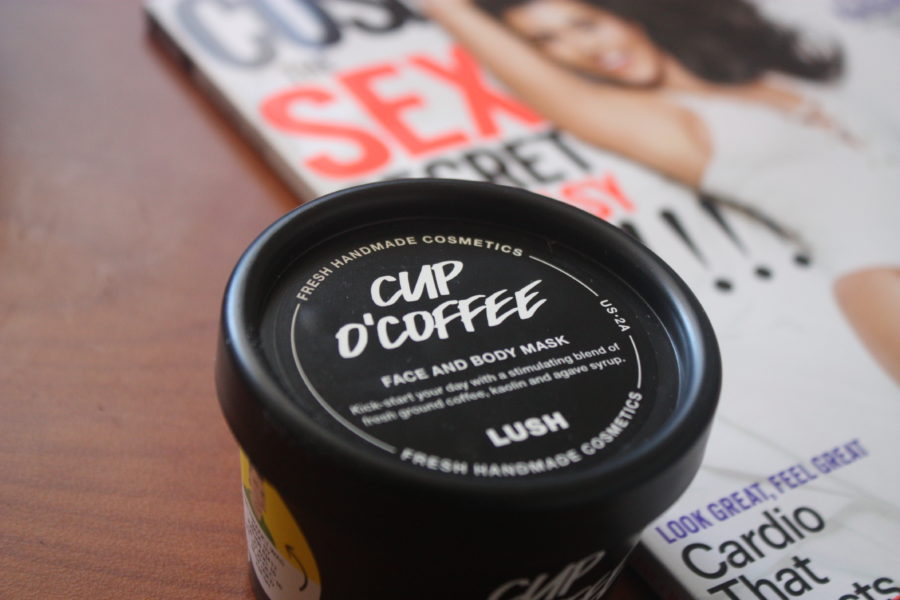 SEX
FRESH HANDMADE COSMETICS
CUP
O'COFFEE
US-2A
FACE AND BODY MASK
Kick-start your day with a stimulating blend of
fresh ground coffee, kaolin and agave syrup.
LUSH
FRESH HANDMADE COSMETICS
CUP
LOOK GREAT, FEEL GREAT
Cardio
That